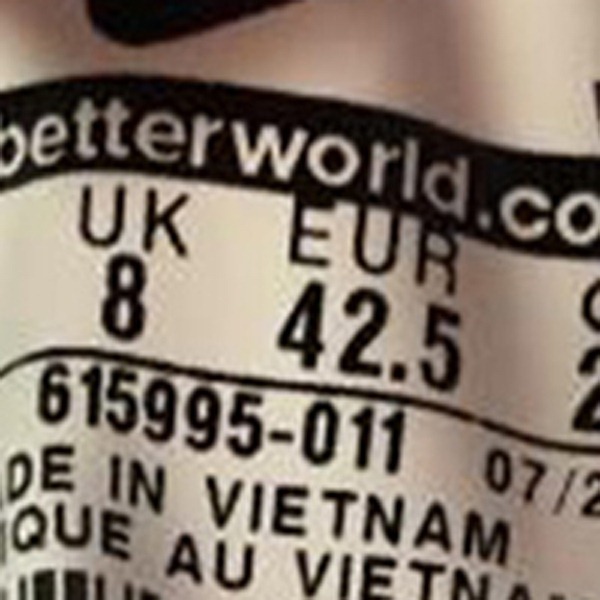 betterworld.co
UK EUR
8 42.5
615995-011 07/2
DE IN VIETNAM
IQUE AU VIETNAM